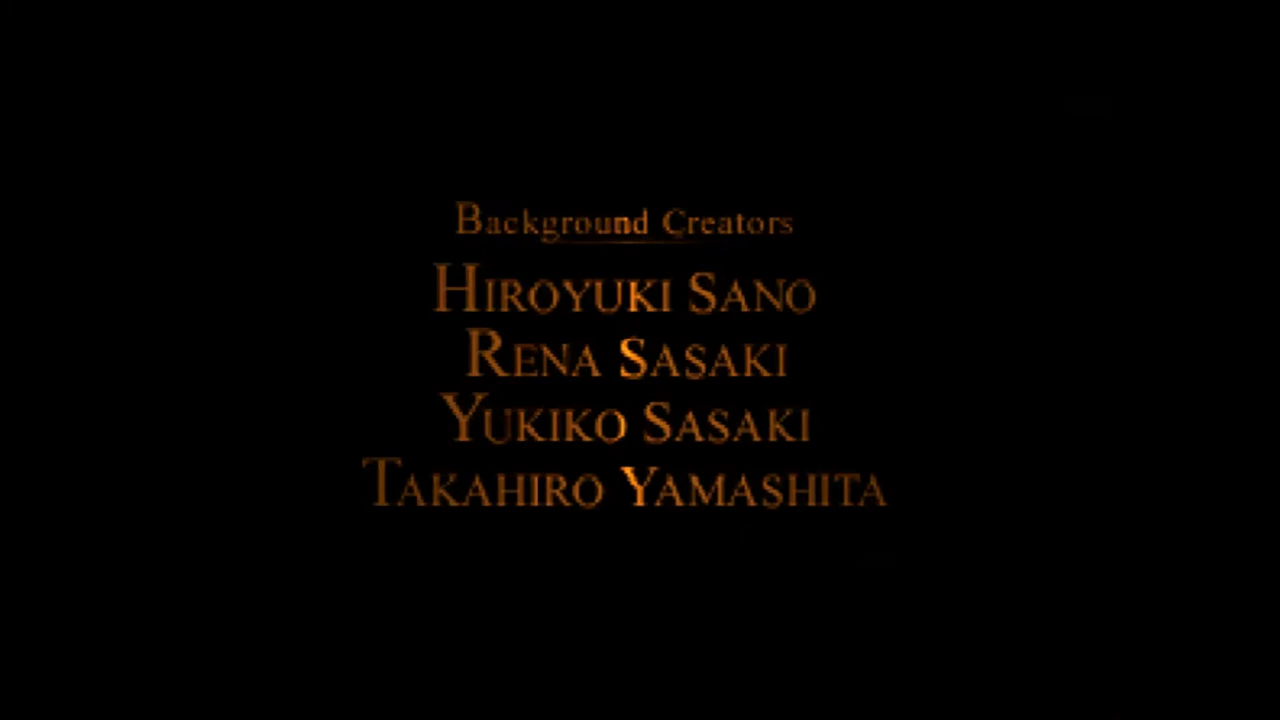 Background Creators
Hiroyuki Sano
Rena Sasaki
Yukiko Sasaki
Takahiro Yamashita